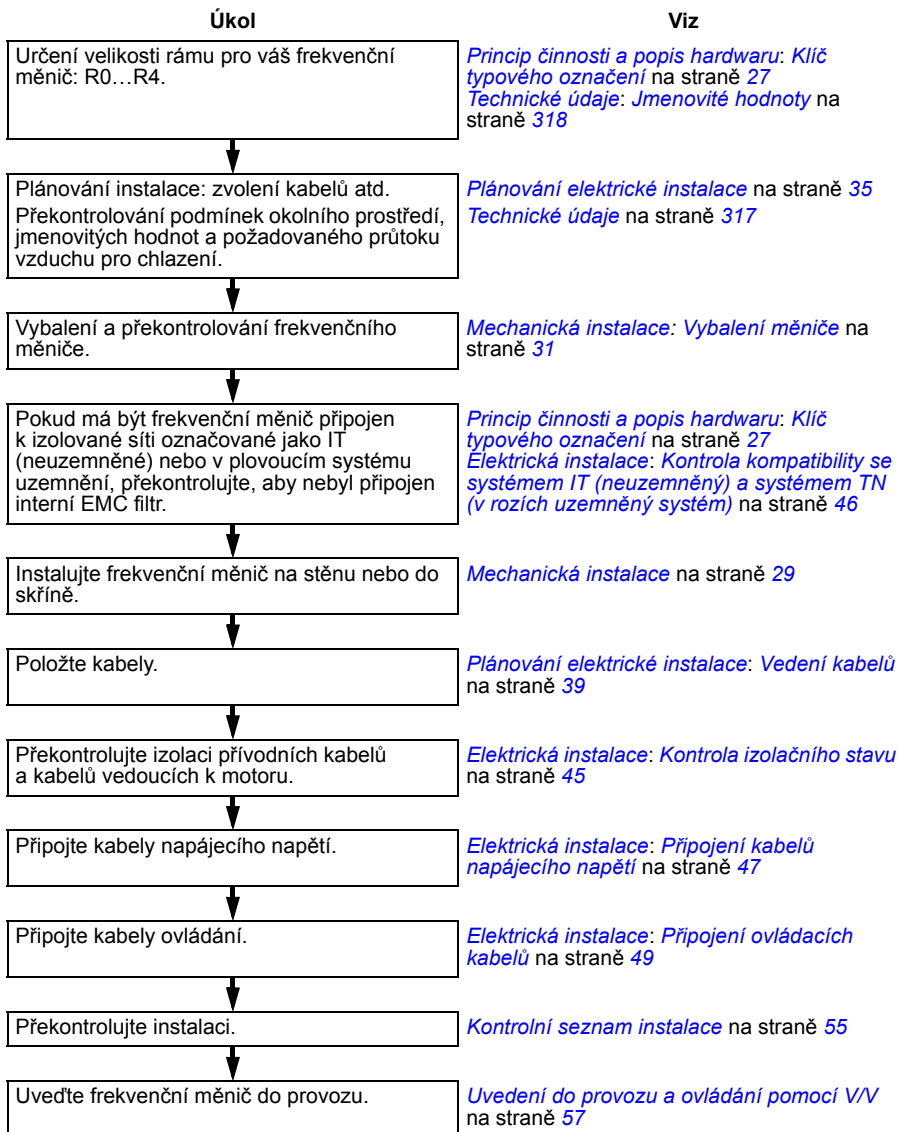 Úkol
Viz
Určení velikosti rámu pro váš frekvenční
měnič: R0…R4.
Princip činnosti a popis hardwaru: Klíč
typového označení na straně 27
Technické údaje: Jmenovité hodnoty na
straně 318
Plánování instalace: zvolení kabelů atd.
Překontrolování podmínek okolního prostředí,
jmenovitých hodnot a požadovaného průtoku
vzduchu pro chlazení.
Plánování elektrické instalace na straně 35
Technické údaje na straně 317
Vybalení a překontrolování frekvenčního
měniče.
Mechanická instalace: Vybalení měniče na
straně 31
Pokud má být frekvenční měnič připojen
k izolované síti označované jako IT
(neuzemněné) nebo v plovoucím systému
uzemnění, překontrolujte, aby nebyl připojen
interní EMC filtr.
Princip činnosti a popis hardwaru: Klíč
typového označení na straně 27
Elektrická instalace: Kontrola kompatibility se
systémem IT (neuzemněný) a systémem TN
(v rozích uzemněný systém) na straně 46
Instalujte frekvenční měnič na stěnu nebo do
skříně.
Mechanická instalace na straně 29
Položte kabely.
Plánování elektrické instalace: Vedení kabelů
na straně 39
Překontrolujte izolaci přívodních kabelů
a kabelů vedoucích k motoru.
Elektrická instalace: Kontrola izolačního stavu
na straně 45
Připojte kabely napájecího napětí.
Elektrická instalace: Připojení kabelů
napájecího napětí na straně 47
Připojte kabely ovládání.
Elektrická instalace: Připojení ovládacích
kabelů na straně 49
Překontrolujte instalaci.
Kontrolní seznam instalace na straně 55
Uveďte frekvenční měnič do provozu.
Uvedení do provozu a ovládání pomocí V/V
na straně 57